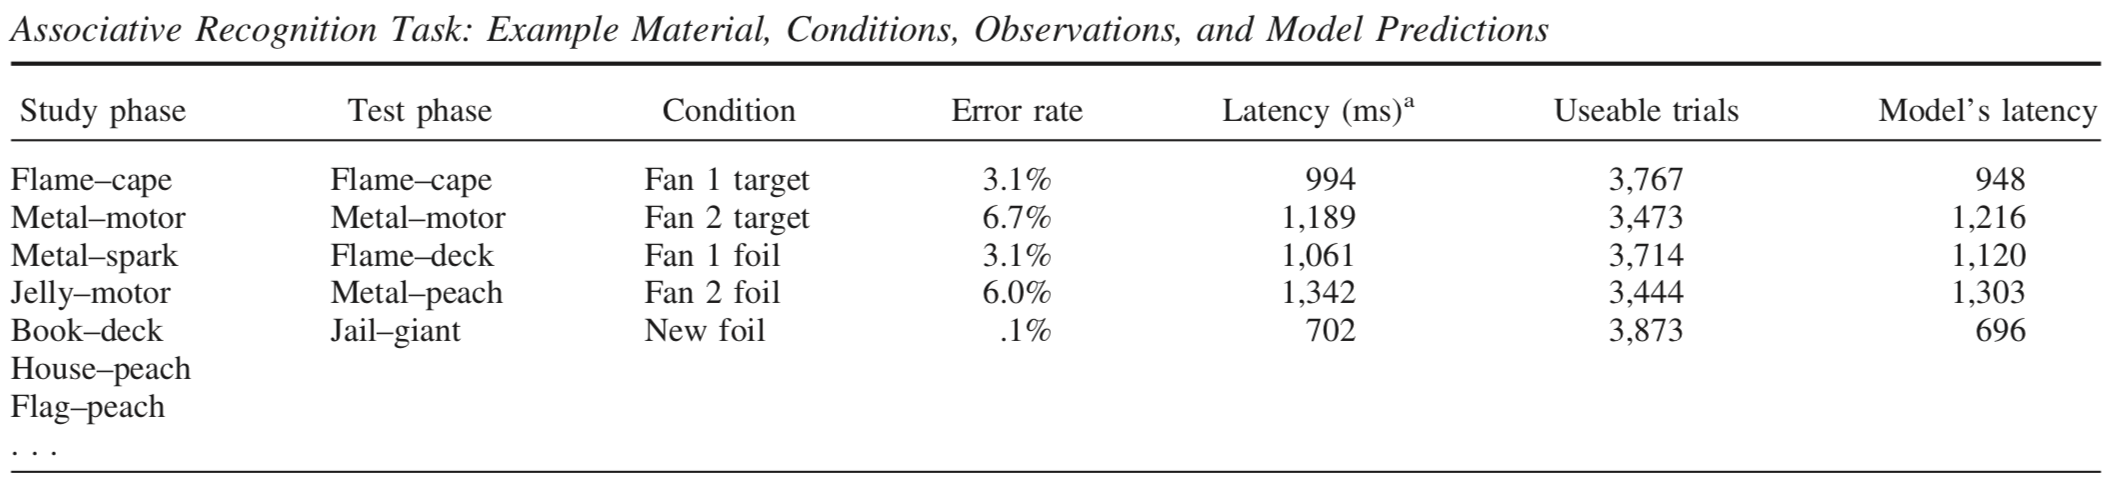 Associative Recognition Task: Example Material, Conditions, Observations, and Model Predictions
Study phase Test phase Condition Error rate Latency (ms)a Useable trials Model's latency
Flame–cape Flame–cape Fan 1 target 3.1% 994 3,767 948
Metal–motor Metal–motor Fan 2 target 6.7% 1,189 3,473 1,216
Metal–spark Flame–deck Fan 1 foil 3.1% 1,061 3,714 1,120
Jelly–motor Metal–peach Fan 2 foil 6.0% 1,342 3,444 1,303
Book–deck Jail–giant New foil .1% 702 3,873 696
House–peach
Flag–peach
. . .